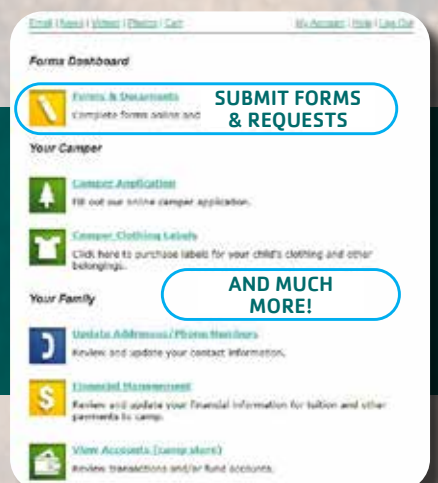 Email | News | Videos | Photos | Cart
My Account | Help | Log Out
Forms Dashboard
Forms & Documents
Complete forms online and
SUBMIT FORMS
& REQUESTS
Your Camper
Camper Application
Fill out our online camper application.
Camper Clothing Labels
Click here to purchase labels for your child's clothing and other
belongings.
AND MUCH
MORE!
Your Family
Update Addresses/Phone Numbers
Review and update your contact information.
Financial Management
Review and update your financial information for tuition and other
payments to camp.
View Accounts (camp store)
Review transactions and/or fund accounts.